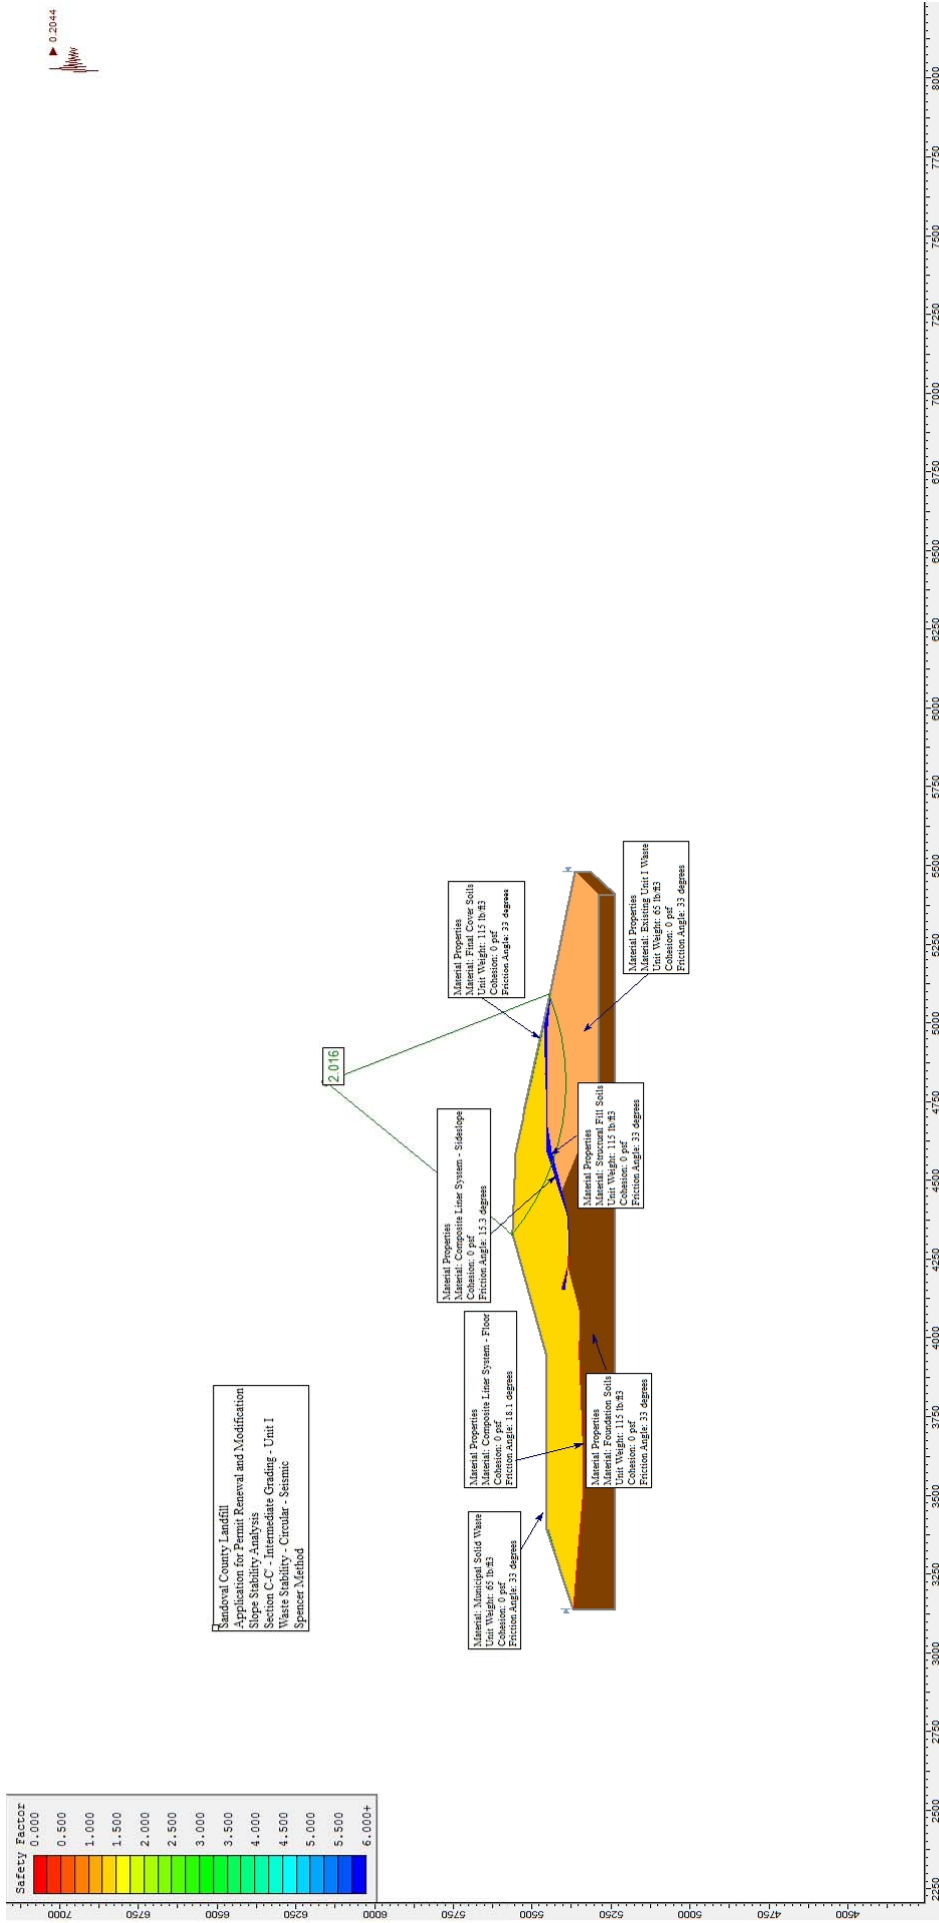 Safety Factor
0.000
0.500
1.000
1.500
2.000
2.500
3.000
3.500
4.000
4.500
5.000
5.500
6.000+
Sandoval County Landfill
Application for Permit Renewal and Modification
Slope Stability Analysis
Section C-C' - Intermediate Grading - Unit I
Waste Stability - Circular - Seismic
Spencer Method
0.2044
2.016
Material: Municipal Solid Waste
Unit Weight: 65 lb/ft3
Cohesion: 0 psf
Friction Angle: 33 degrees
Material Properties
Material: Composite Liner System - Floor
Cohesion: 0 psf
Friction Angle: 18.1 degrees
Material Properties
Material: Composite Liner System - Sideslope
Cohesion: 0 psf
Friction Angle: 15.3 degrees
Material Properties
Material: Final Cover Soils
Unit Weight: 115 lb/ft3
Cohesion: 0 psf
Friction Angle: 33 degrees
Material Properties
Material: Foundation Soils
Unit Weight: 115 lb/ft3
Cohesion: 0 psf
Friction Angle: 33 degrees
Material Properties
Material: Structural Fill Soils
Unit Weight: 115 lb/ft3
Cohesion: 0 psf
Friction Angle: 33 degrees
Material Properties
Material: Existing Unit I Waste
Unit Weight: 65 lb/ft3
Cohesion: 0 psf
Friction Angle: 33 degrees
7000
6750
6500
6250
6000
5750
5500
5250
5000
4750
4500
2250
2500
2750
3000
3250
3500
3750
4000
4250
4500
4750
5000
5250
5500
5750
6000
6250
6500
6750
7000
7250
7500
7750
8000